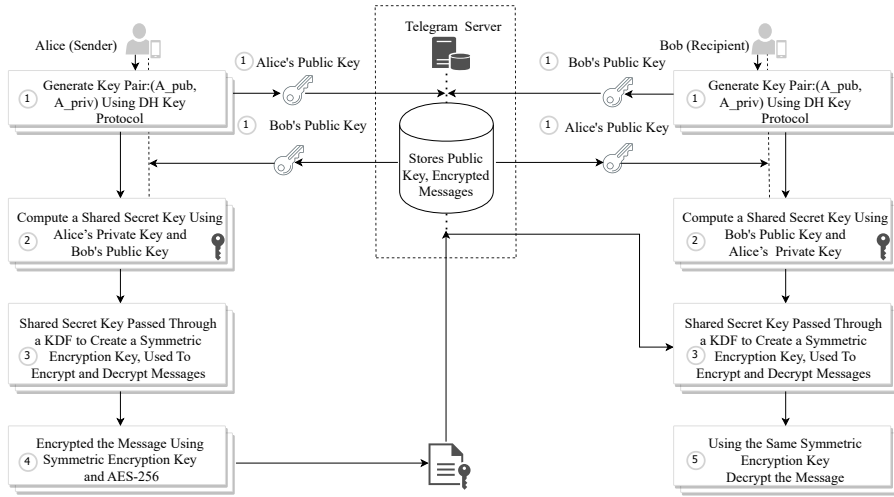 Telegram Server
Alice (Sender)
Bob (Recipient)
1 Alice's Public Key
1 Bob's Public Key
1 Generate Key Pair:(A_pub,
A_priv) Using DH Key
Protocol
1 Generate Key Pair:(A_pub,
A_priv) Using DH Key
Protocol
1 Bob's Public Key
1 Alice's Public Key
Stores Public
Key, Encrypted
Messages
2 Compute a Shared Secret Key Using
Alice's Private Key and
Bob's Public Key
2 Compute a Shared Secret Key Using
Bob's Public Key and
Alice's Private Key
3 Shared Secret Key Passed Through
a KDF to Create a Symmetric
Encryption Key, Used To
Encrypt and Decrypt Messages
3 Shared Secret Key Passed Through
a KDF to Create a Symmetric
Encryption Key, Used To
Encrypt and Decrypt Messages
4 Encrypted the Message Using
Symmetric Encryption Key
and AES-256
5 Using the Same Symmetric
Encryption Key
Decrypt the Message